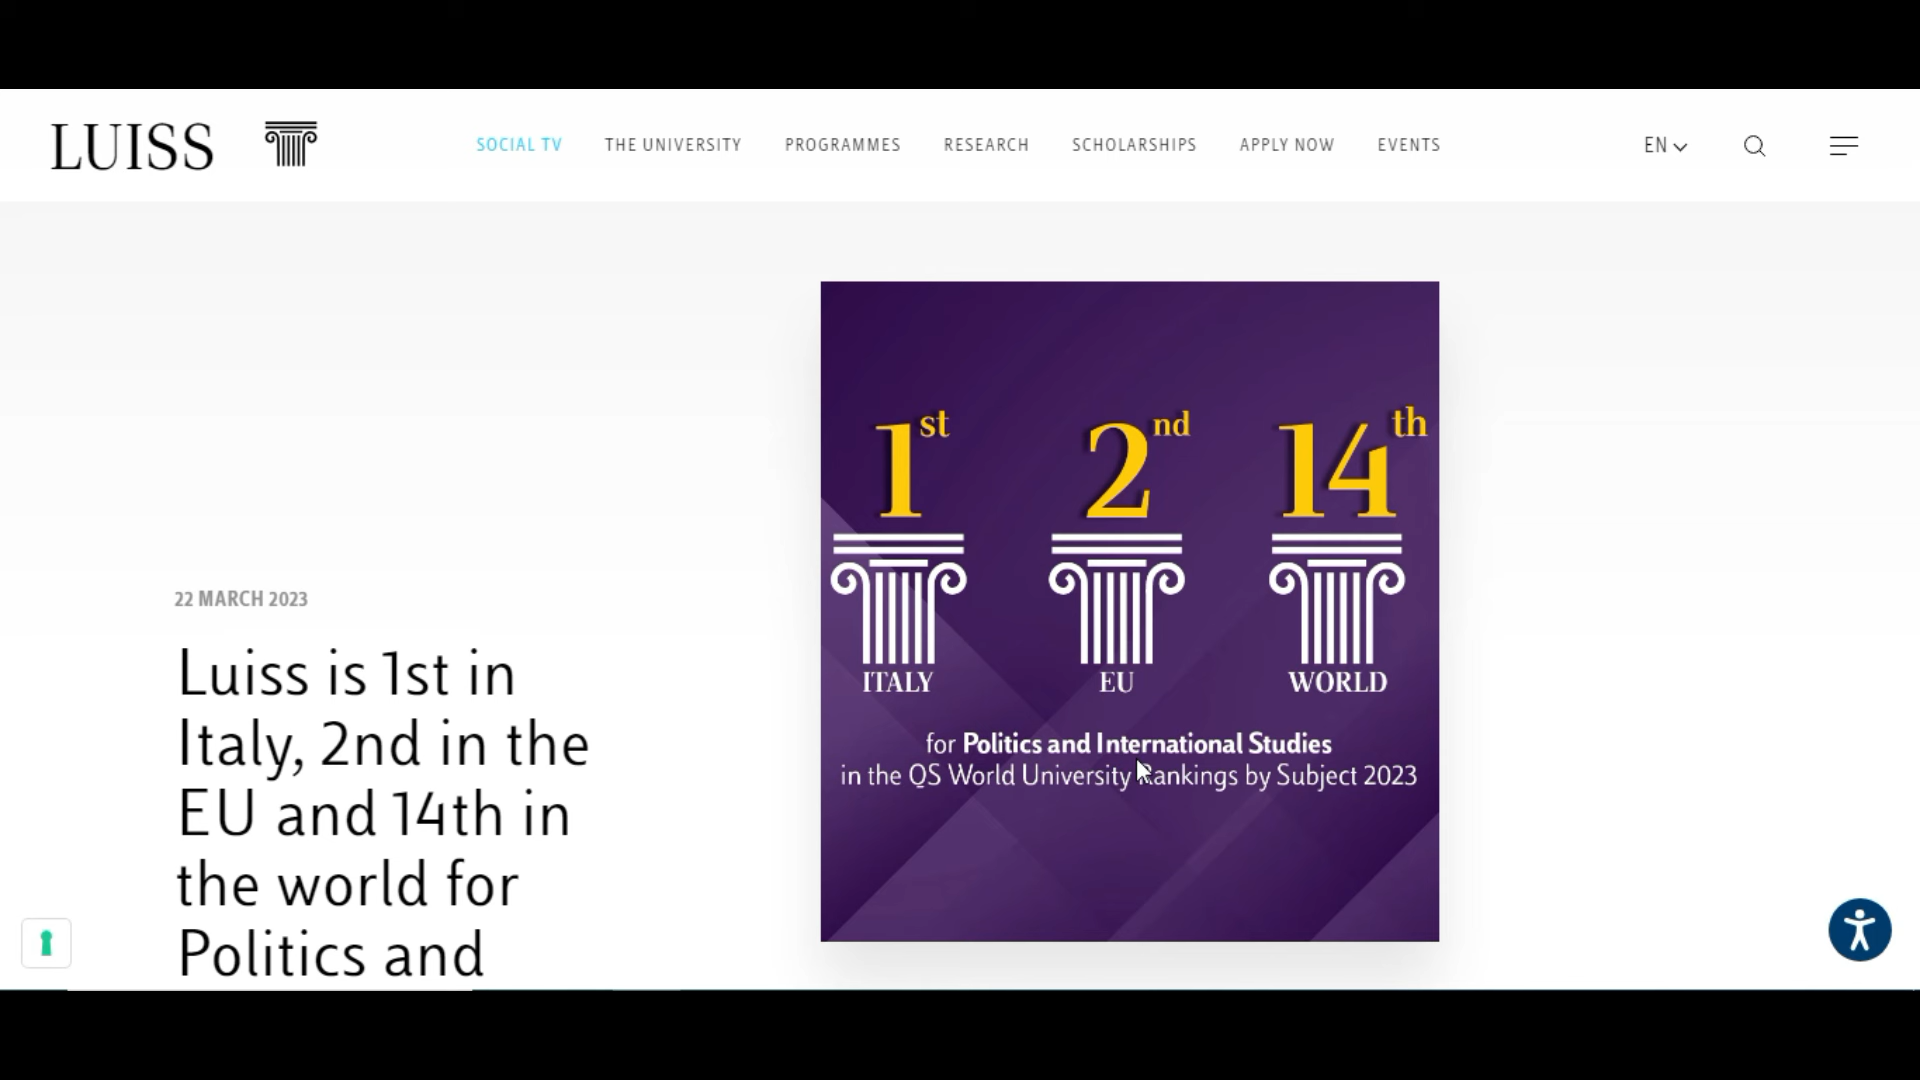 LUISS
SOCIAL TV
THE UNIVERSITY
PROGRAMMES
RESEARCH
SCHOLARSHIPS
APPLY NOW
EVENTS
EN
22 MARCH 2023
Luiss is 1st in
Italy, 2nd in the
EU and 14th in
the world for
Politics and
1st
2nd
14th
ITALY
EU
WORLD
for Politics and International Studies
in the QS World University Rankings by Subject 2023